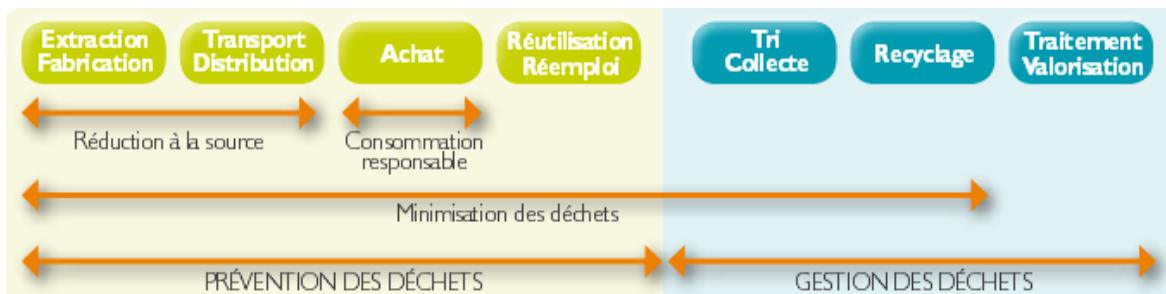 Extraction
Fabrication
Transport
Distribution
Achat
Réutilisation
Réemploi
Tri
Collecte
Recyclage
Traitement
Valorisation
Réduction à la source
Consommation
responsable
Minimisation des déchets
PRÉVENTION DES DÉCHETS
GESTION DES DÉCHETS